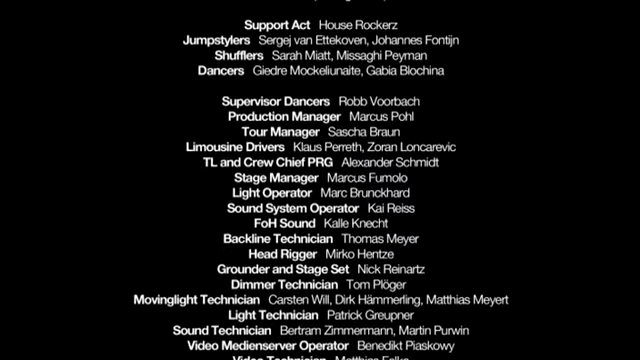 Support Act House Rockerz
Jumpstylers Sergej van Ettekoven, Johannes Fontijn
Shufflers Sarah Miatt, Missaghi Peyman
Dancers Giedre Mockeliunaite, Gabia Blochina
Supervisor Dancers Robb Voorbach
Production Manager Marcus Pohl
Tour Manager Sascha Braun
Limousine Drivers Klaus Perreth, Zoran Loncarevic
TL and Crew Chief PRG Alexander Schmidt
Stage Manager Marcus Fumolo
Light Operator Marc Brunckhard
Sound System Operator Kai Reiss
FoH Sound Kalle Knecht
Backline Technician Thomas Meyer
Head Rigger Mirko Hentze
Grounder and Stage Set Nick Reinartz
Dimmer Technician Tom Plöger
Movinglight Technician Carsten Will, Dirk Hämmerling, Matthias Meyert
Light Technician Patrick Greupner
Sound Technician Bertram Zimmermann, Martin Purwin
Video Medienserver Operator Benedikt Piaskowy
Video Technician Matthias